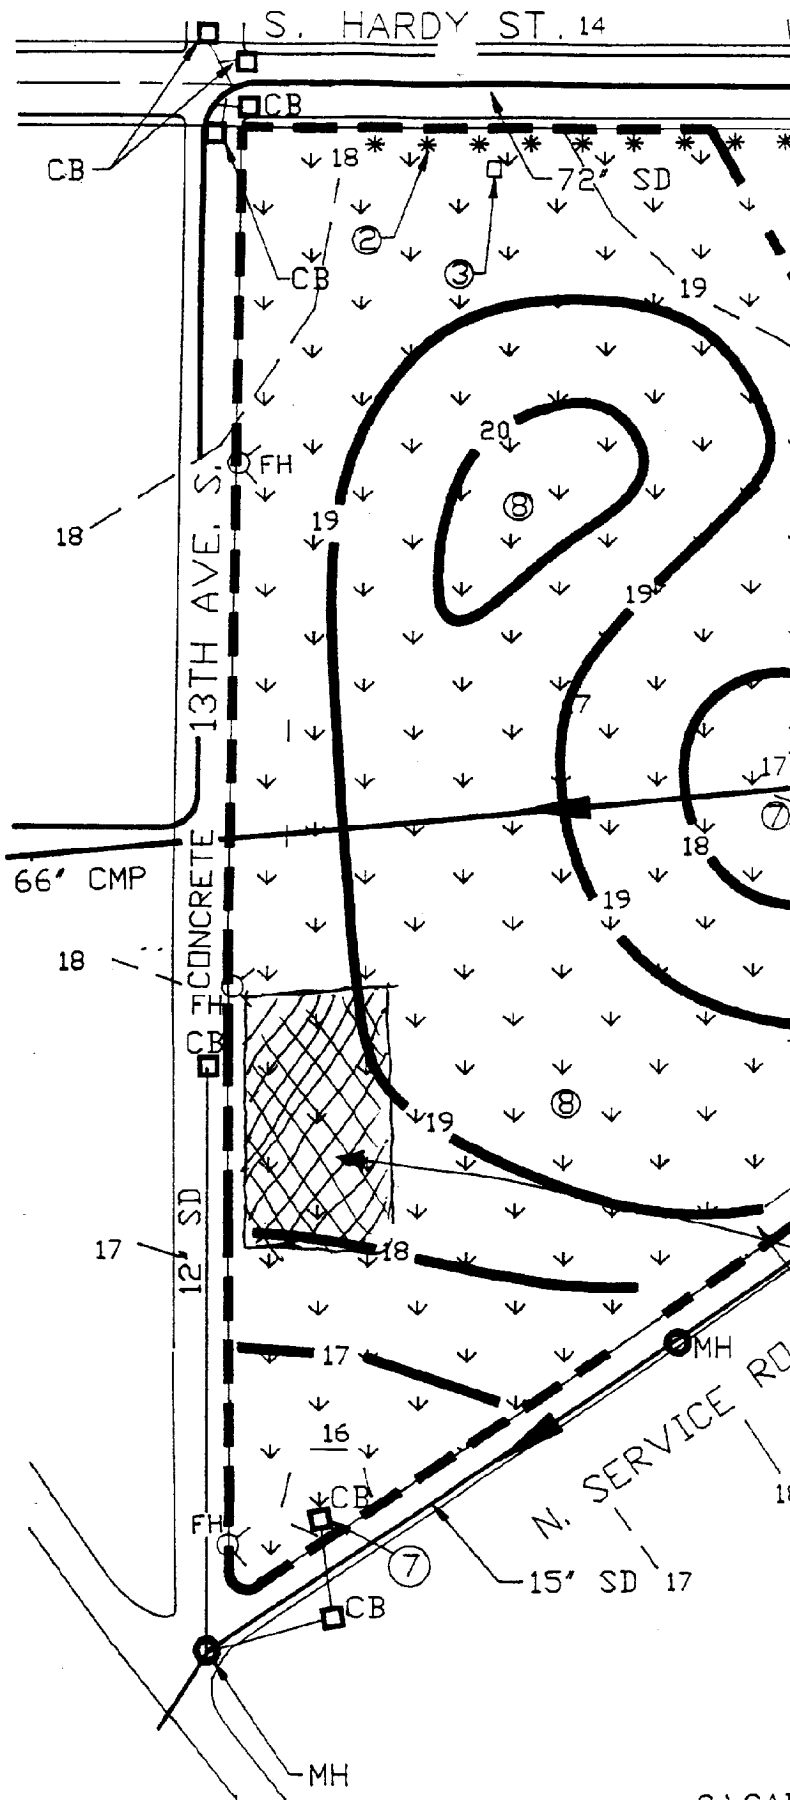 S. HARDY ST. 14
CB
CB
18
72" SD
②
CB
③
19
20
FH
⑧
19
18
13TH AVE. S.
19
7
17
⑦
18
66" CMP
CONCRETE
19
18
FH
CB
⑧
19
12" SD
17
18
17
MH
N. SERVICE RO
16
CB
FH
⑦
15" SD 17
CB
MH